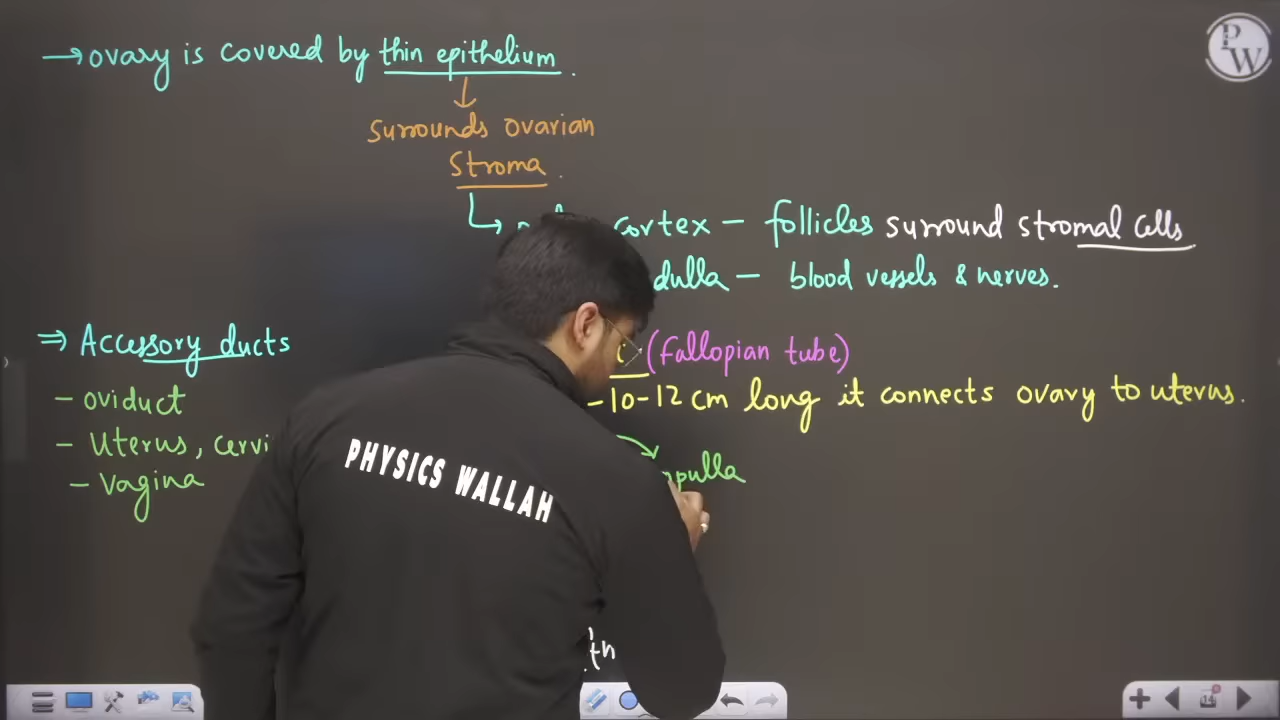 → ovary is covered by thin epithelium.
↓
surrounds ovarian
stroma.
cortex - follicles surround stromal cells
dulla - blood vessels & nerves.
⇒ Accessory ducts
(fallopian tube)
- oviduct
- 10-12 cm long it connects ovary to uterus.
- Uterus, cervi
- vagina
pulla
PHYSICS WALLAH
PW
14